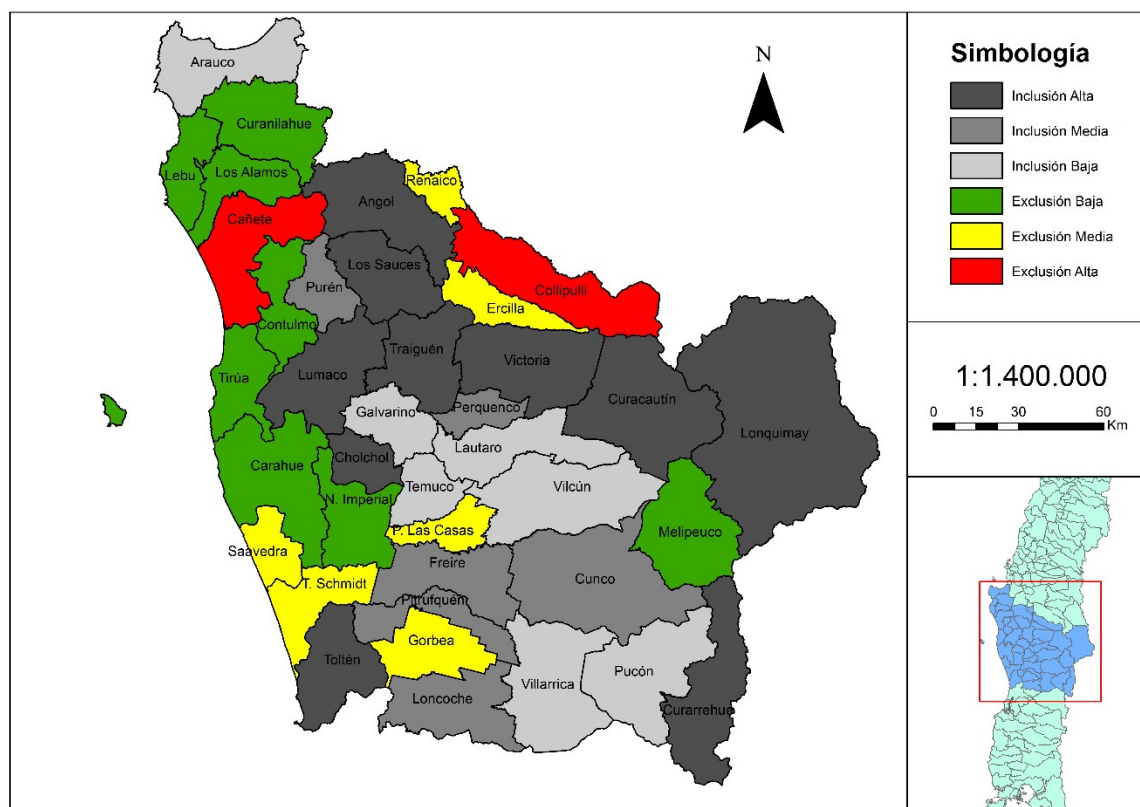 Arauco
Curanilahue
Lebu
Los Alamos
Cañete
Contulmo
Tirúa
Angol
Renaico
Los Sauces
Purén
Collipulli
Ercilla
Traiguén
Victoria
Lumaco
Curacautín
Lonquimay
Galvarino
Perquenco
Lautaro
Cholchol
Carahue
Temuco
Vilcún
N. Imperial
Melipeuco
P. Las Casas
Saavedra
Freire
Cunco
T. Schmidt
Pitrufquén
Gorbea
Toltén
Villarrica
Pucón
Loncoche
Curarrehue
N
Simbología
Inclusión Alta
Inclusión Media
Inclusión Baja
Exclusión Baja
Exclusión Media
Exclusión Alta
1:1.400.000
0 15 30 60
Km